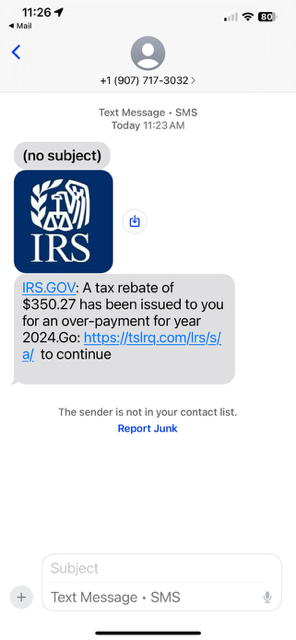 11:26
80
◀ Mail
+1 (907) 717-3032 >
Text Message • SMS
Today 11:23 AM
(no subject)
IRS
IRS.GOV: A tax rebate of
$350.27 has been issued to you
for an over-payment for year
2024.Go: https://tslrq.com/lrs/s/
a/ to continue
The sender is not in your contact list.
Report Junk
Subject
Text Message • SMS